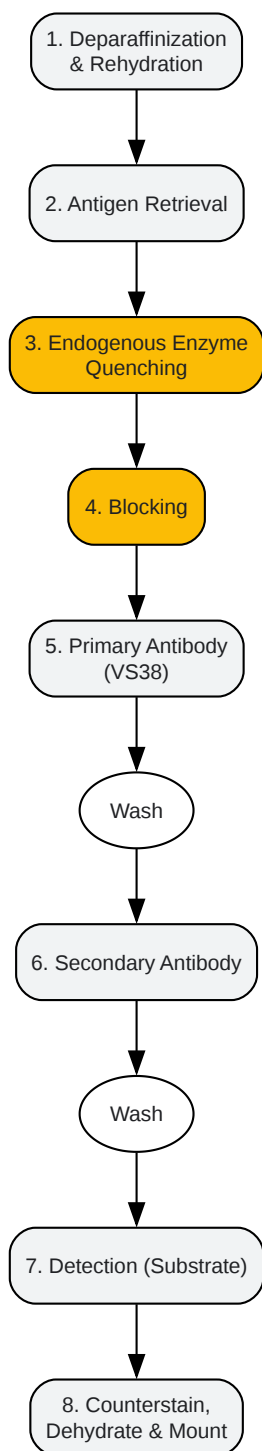 1. Deparaffinization
& Rehydration
2. Antigen Retrieval
3. Endogenous Enzyme
Quenching
4. Blocking
5. Primary Antibody
(VS38)
Wash
6. Secondary Antibody
Wash
7. Detection (Substrate)
8. Counterstain,
Dehydrate & Mount